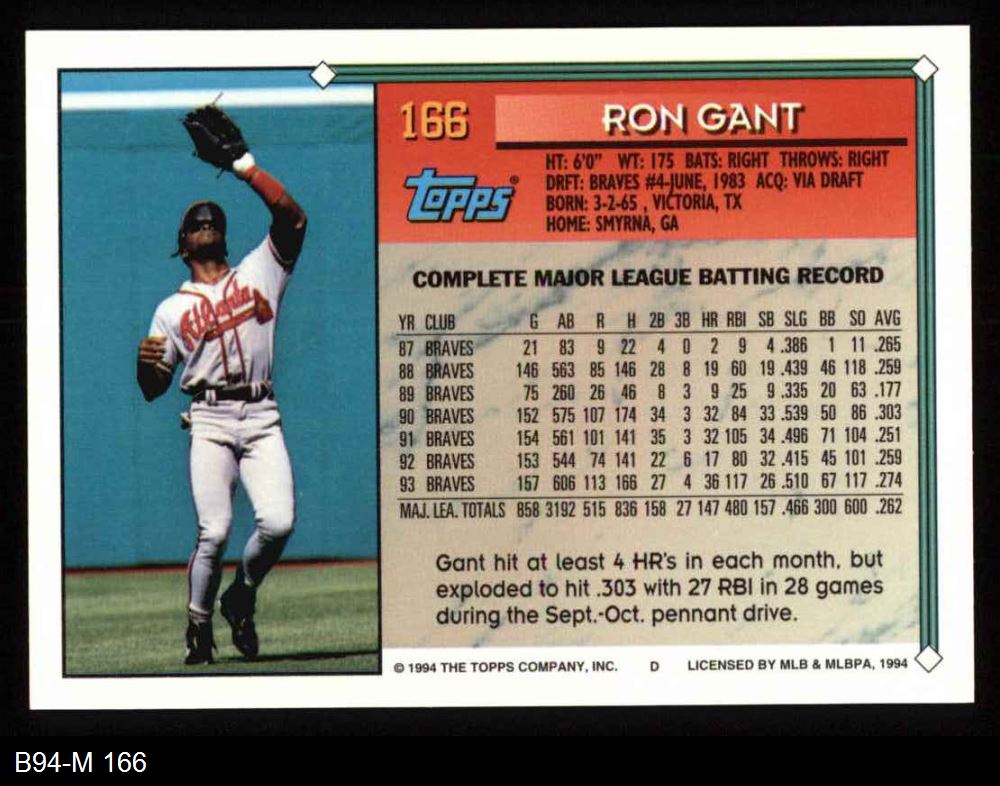 166
RON GANT
Topps®
HT: 6'0" WT: 175 BATS: RIGHT THROWS: RIGHT
DRFT: BRAVES #4-JUNE, 1983 ACQ: VIA DRAFT
BORN: 3-2-65 , VICTORIA, TX
HOME: SMYRNA, GA
Atlanta
COMPLETE MAJOR LEAGUE BATTING RECORD
YR CLUB G AB R H 2B 3B HR RBI SB SLG BB SO AVG
87 BRAVES 21 83 9 22 4 0 2 9 4 .386 1 11 .265
88 BRAVES 146 563 85 146 28 8 19 60 19 .439 46 118 .259
89 BRAVES 75 260 26 46 8 3 9 25 9 .335 20 63 .177
90 BRAVES 152 575 107 174 34 3 32 84 33 .539 50 86 .303
91 BRAVES 154 561 101 141 35 3 32 105 34 .496 71 104 .251
92 BRAVES 153 544 74 141 22 6 17 80 32 .415 45 101 .259
93 BRAVES 157 606 113 166 27 4 36 117 26 .510 67 117 .274
MAJ. LEA. TOTALS 858 3192 515 836 158 27 147 480 157 .466 300 600 .262
Gant hit at least 4 HR's in each month, but
exploded to hit .303 with 27 RBI in 28 games
during the Sept.-Oct. pennant drive.
© 1994 THE TOPPS COMPANY, INC. D LICENSED BY MLB & MLBPA, 1994
B94-M 166